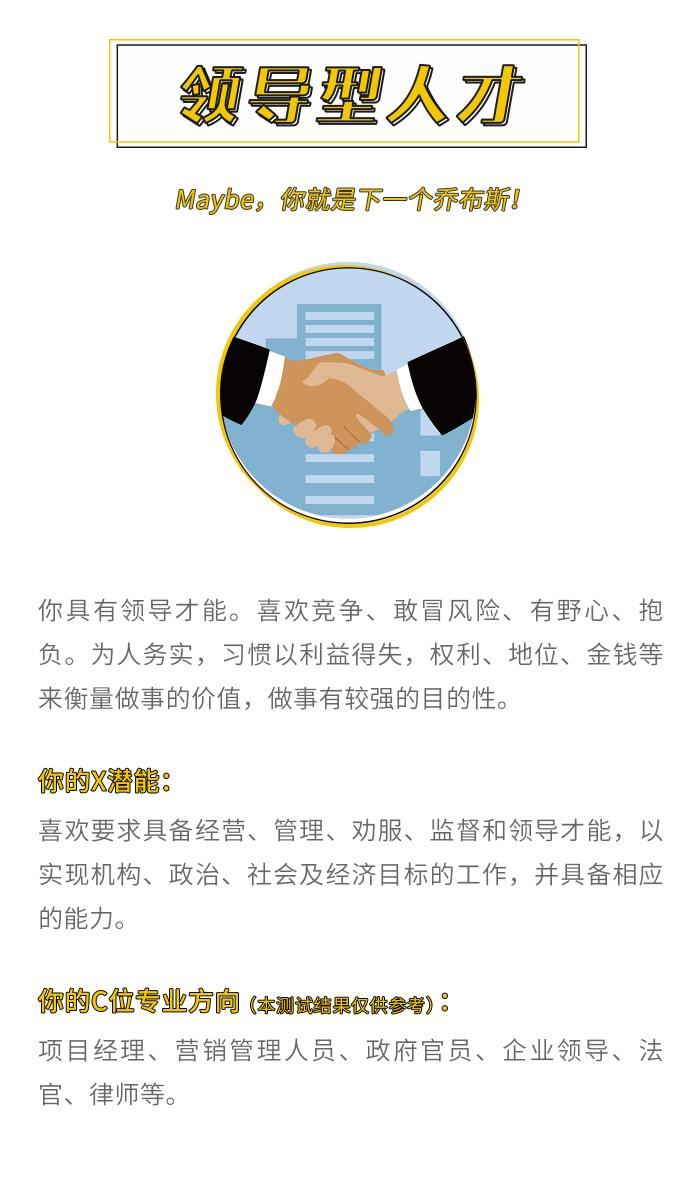 领导型人才
Maybe，你就是下一个乔布斯！
你具有领导才能。喜欢竞争、敢冒风险、有野心、抱
负。为人务实，习惯以利益得失，权利、地位、金钱等
来衡量做事的价值，做事有较强的目的性。
你的X潜能：
喜欢要求具备经营、管理、劝服、监督和领导才能，以
实现机构、政治、社会及经济目标的工作，并具备相应
的能力。
你的C位专业方向（本测试结果仅供参考）：
项目经理、营销管理人员、政府官员、企业领导、法
官、律师等。